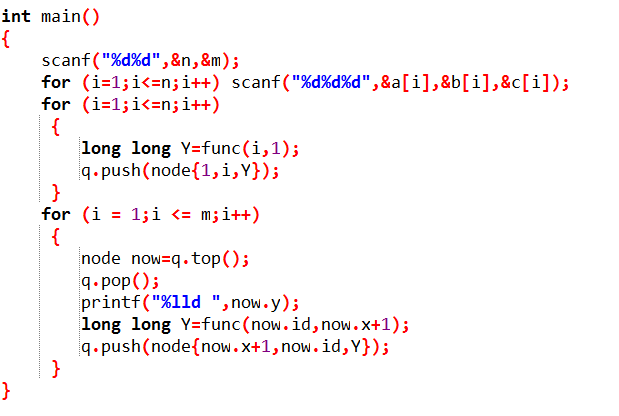 int main()
{
scanf("%d%d",&n,&m);
for (i=1;i<=n;i++) scanf("%d%d%d",&a[i],&b[i],&c[i]);
for (i=1;i<=n;i++)
{
long long Y=func(i,1);
q.push(node{1,i,Y});
}
for (i = 1;i <= m;i++)
{
node now=q.top();
q.pop();
printf("%lld ",now.y);
long long Y=func(now.id,now.x+1);
q.push(node{now.x+1,now.id,Y});
}
}